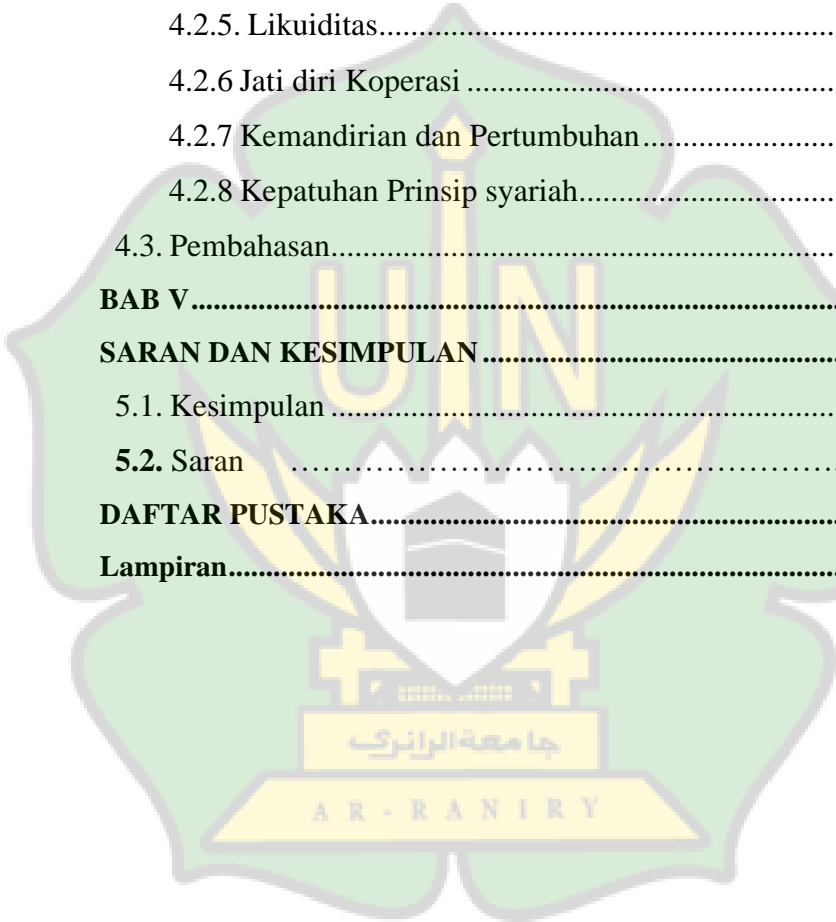 4.2.5. Likuiditas..............................................................
4.2.6 Jati diri Koperasi ..................................................
4.2.7 Kemandirian dan Pertumbuhan..........................
4.2.8 Kepatuhan Prinsip syariah...................................
4.3. Pembahasan....................................................................
BAB V......................................................................................
SARAN DAN KESIMPULAN ................................................
5.1. Kesimpulan ....................................................................
5.2. Saran ……………………………………………………
DAFTAR PUSTAKA................................................................
Lampiran..................................................................................
UIN
جامعة الرانري
AR-RANIRY